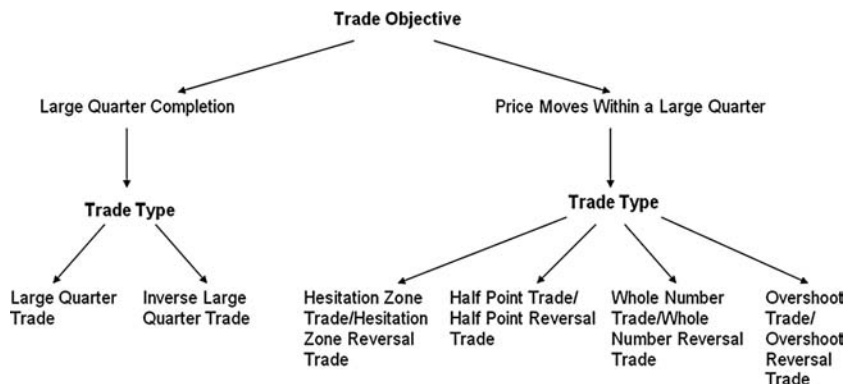 Trade Objective
Large Quarter Completion
Price Moves Within a Large Quarter
Trade Type
Trade Type
Large Quarter
Trade
Inverse Large
Quarter Trade
Hesitation Zone
Trade/Hesitation
Zone Reversal
Trade
Half Point Trade/
Half Point Reversal
Trade
Whole Number
Trade/Whole
Number Reversal
Trade
Overshoot
Trade/
Overshoot
Reversal
Trade